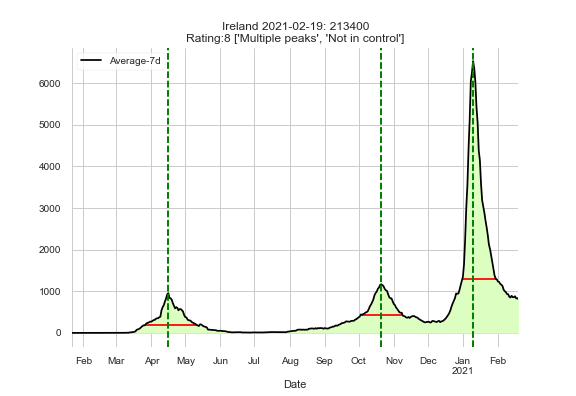 Ireland 2021-02-19: 213400
Rating:8 ['Multiple peaks', 'Not in control']
Average-7d
6000
5000
4000
3000
2000
1000
0
Feb Mar Apr May Jun Jul Aug Sep Oct Nov Dec Jan Feb
2021
Date